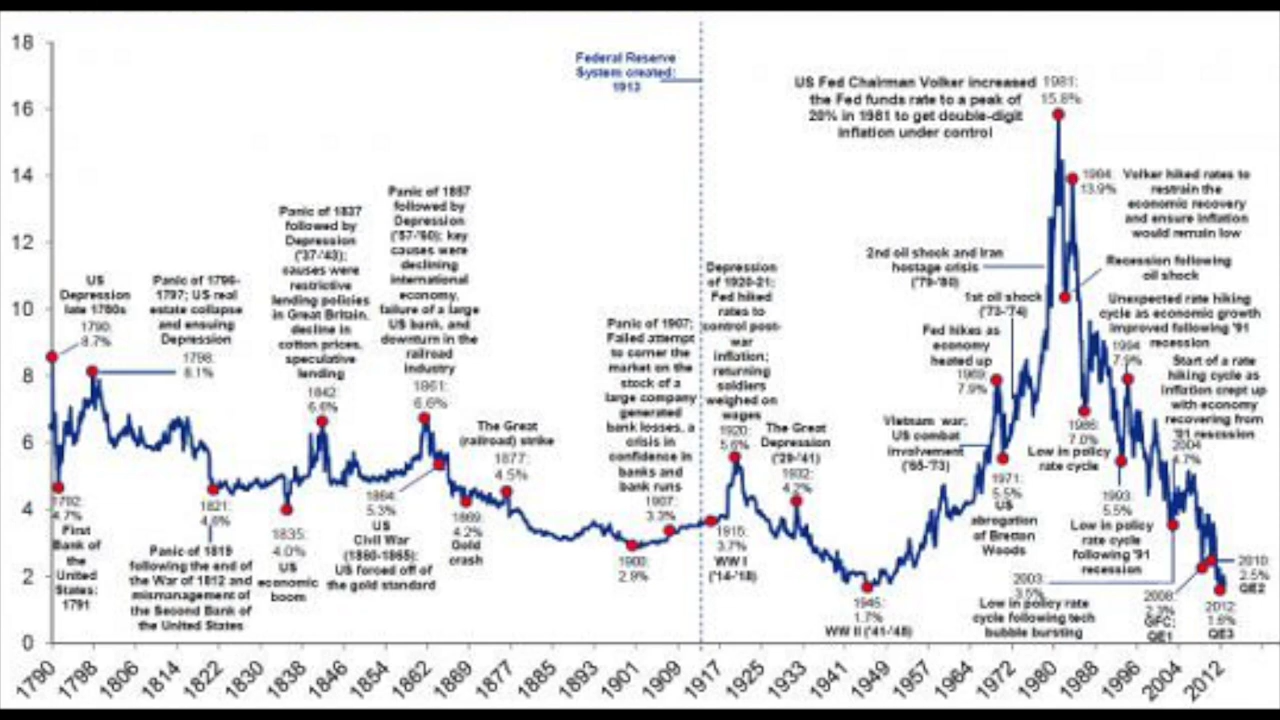 18
16
14
12
10
8
6
4
2
0
US
Depression
late 1780s
1790:
8.7%
1792:
4.7%
First
Bank of
the
United
States:
1791
Panic of 1796-
1797; US real
estate collapse
and ensuing
Depression
1798:
8.1%
1821:
Panic of 1819
following the end of
the War of 1812 and
mismanagement of
the Second Bank of
the United States
1835:
4.0%
US
economic
boom
Panic of 1837
followed by
Depression
('37-'43);
causes were
restrictive
lending policies
in Great Britain,
decline in
cotton prices,
speculative
lending
1842:
6.6%
Panic of 1857
followed by
Depression
('57-'60); key
causes were
declining
international
economy,
failure of a large
US bank, and
downturn in the
railroad
industry
1861:
6.6%
1864:
5.3%
US
Civil War
(1860-1865);
US forced off of
the gold standard
1869:
4.2%
Gold
crash
The Great
(railroad) strike
1877:
4.5%
1900:
2.9%
Panic of 1907;
Failed attempt
to corner the
market on the
stock of a
large company
generated
bank losses, a
crisis in
confidence in
banks and
bank runs
1907:
3.3%
Federal Reserve
System created:
1913
1915:
3.7%
WW I
('14-'18)
Depression
of 1920-21;
Fed hiked
rates to
control post-
war
inflation;
returning
soldiers
weighed on
wages
1920:
5.6%
The Great
Depression
('29-'41)
1932:
4.2%
1945:
1.7%
WW II ('41-'45)
Vietnam war;
US combat
involvement
('65-'73)
Fed hikes as
economy
heated up
1969:
7.9%
1st oil shock
('73-'74)
1971:
5.5%
US
abrogation
of Bretton
Woods
2nd oil shock and Iran
hostage crisis
('79-'80)
US Fed Chairman Volker increased
the Fed funds rate to a peak of
20% in 1981 to get double-digit
inflation under control
1981:
15.8%
1984:
13.9%
Volker hiked rates to
restrain the
economic recovery
and ensure inflation
would remain low
Recession following
oil shock
1986:
7.0%
Low in policy
rate cycle
Unexpected rate hiking
cycle as economic growth
improved following '91
recession
1994:
7.9%
1993:
5.5%
Low in policy
rate cycle
following '91
recession
Start of a rate
hiking cycle as
inflation crept up
with economy
recovering from
'01 recession
2004:
4.7%
2003:
3.5%
Low in policy rate
cycle following tech
bubble bursting
2008:
2.3%
GFC;
QE1
2010:
2.5%
QE2
2012:
1.6%
QE3
1790 1798 1806 1814 1822 1830 1838 1846 1854 1862 1869 1877 1885 1893 1901 1909 1917 1925 1933 1941 1949 1957 1964 1972 1980 1988 1996 2004 2012